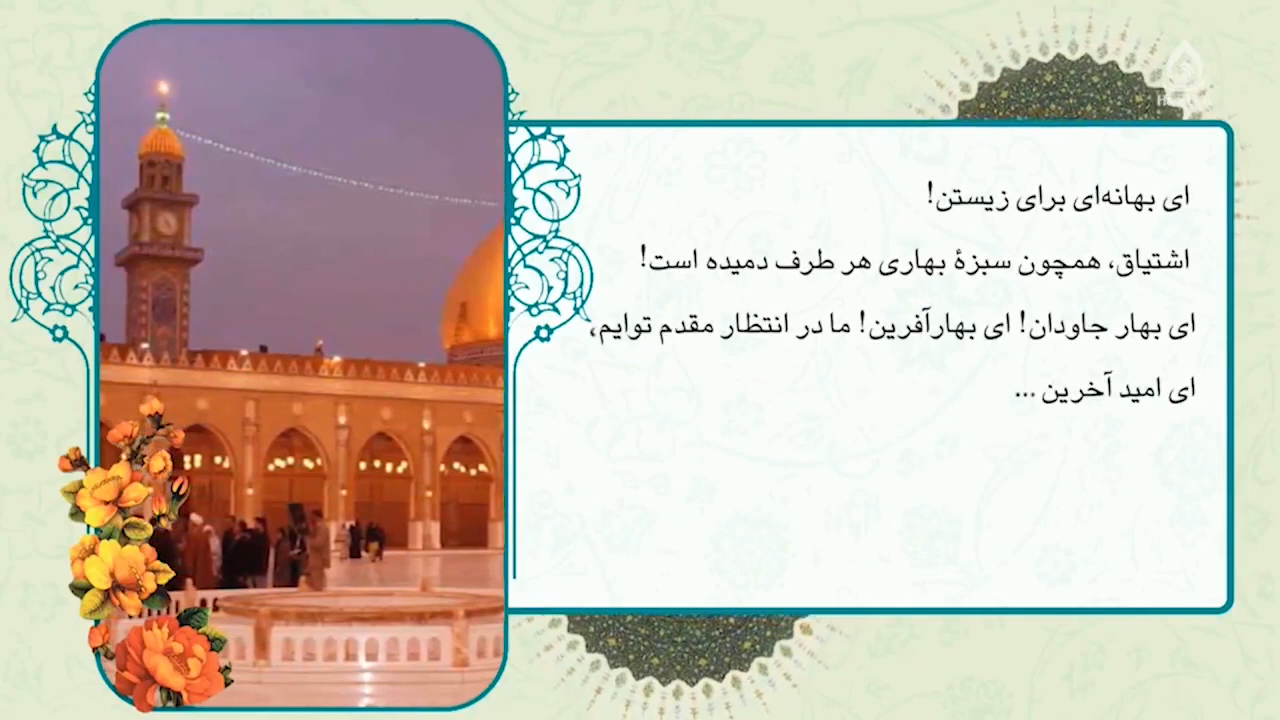 ای بهانه‌ای برای زیستن!
اشتیاق، همچون سبزهٔ بهاری هر طرف دمیده است!
ای بهار جاودان! ای بهارآفرین! ما در انتظار مقدم توایم،
ای امید آخرین ...